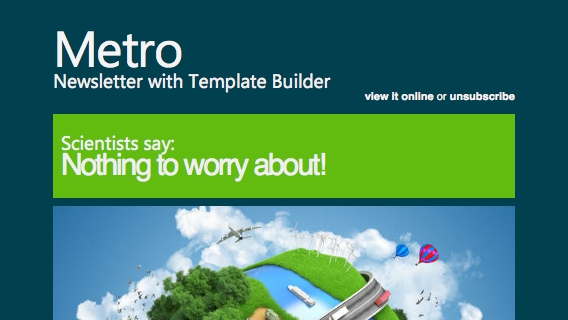 Metro
Newsletter with Template Builder
view it online or unsubscribe
Scientists say:
Nothing to worry about!